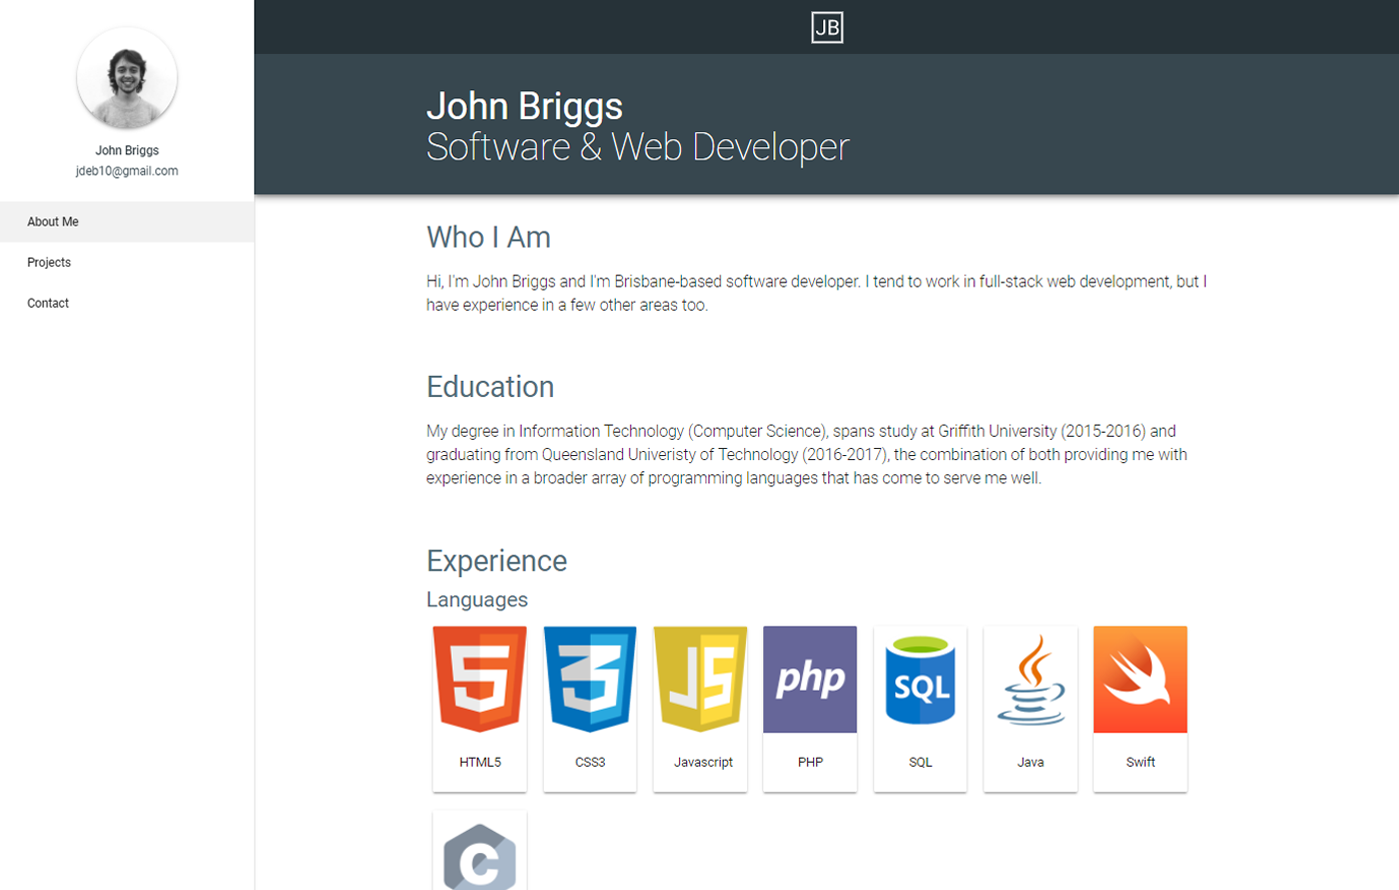 John Briggs
jdeb10@gmail.com
About Me
Projects
Contact
JB
John Briggs
Software & Web Developer
Who I Am
Hi, I'm John Briggs and I'm Brisbane-based software developer. I tend to work in full-stack web development, but I
have experience in a few other areas too.
Education
My degree in Information Technology (Computer Science), spans study at Griffith University (2015-2016) and
graduating from Queensland Univeristy of Technology (2016-2017), the combination of both providing me with
experience in a broader array of programming languages that has come to serve me well.
Experience
Languages
5 3 JS php SQL
HTML5 CSS3 Javascript PHP SQL Java Swift
C